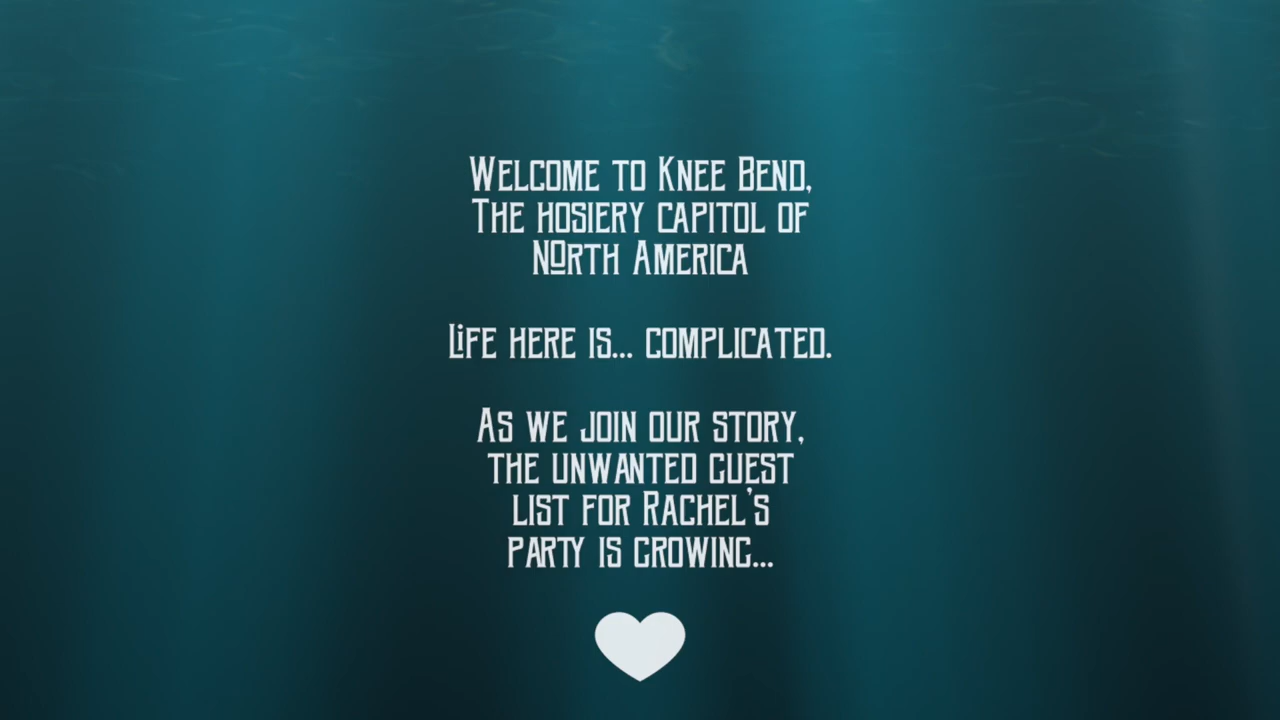 Welcome to Knee Bend,
The hosiery capitol of
North America
Life here is... complicated.
As we join our story,
the unwanted guest
list for Rachel's
party is growing...